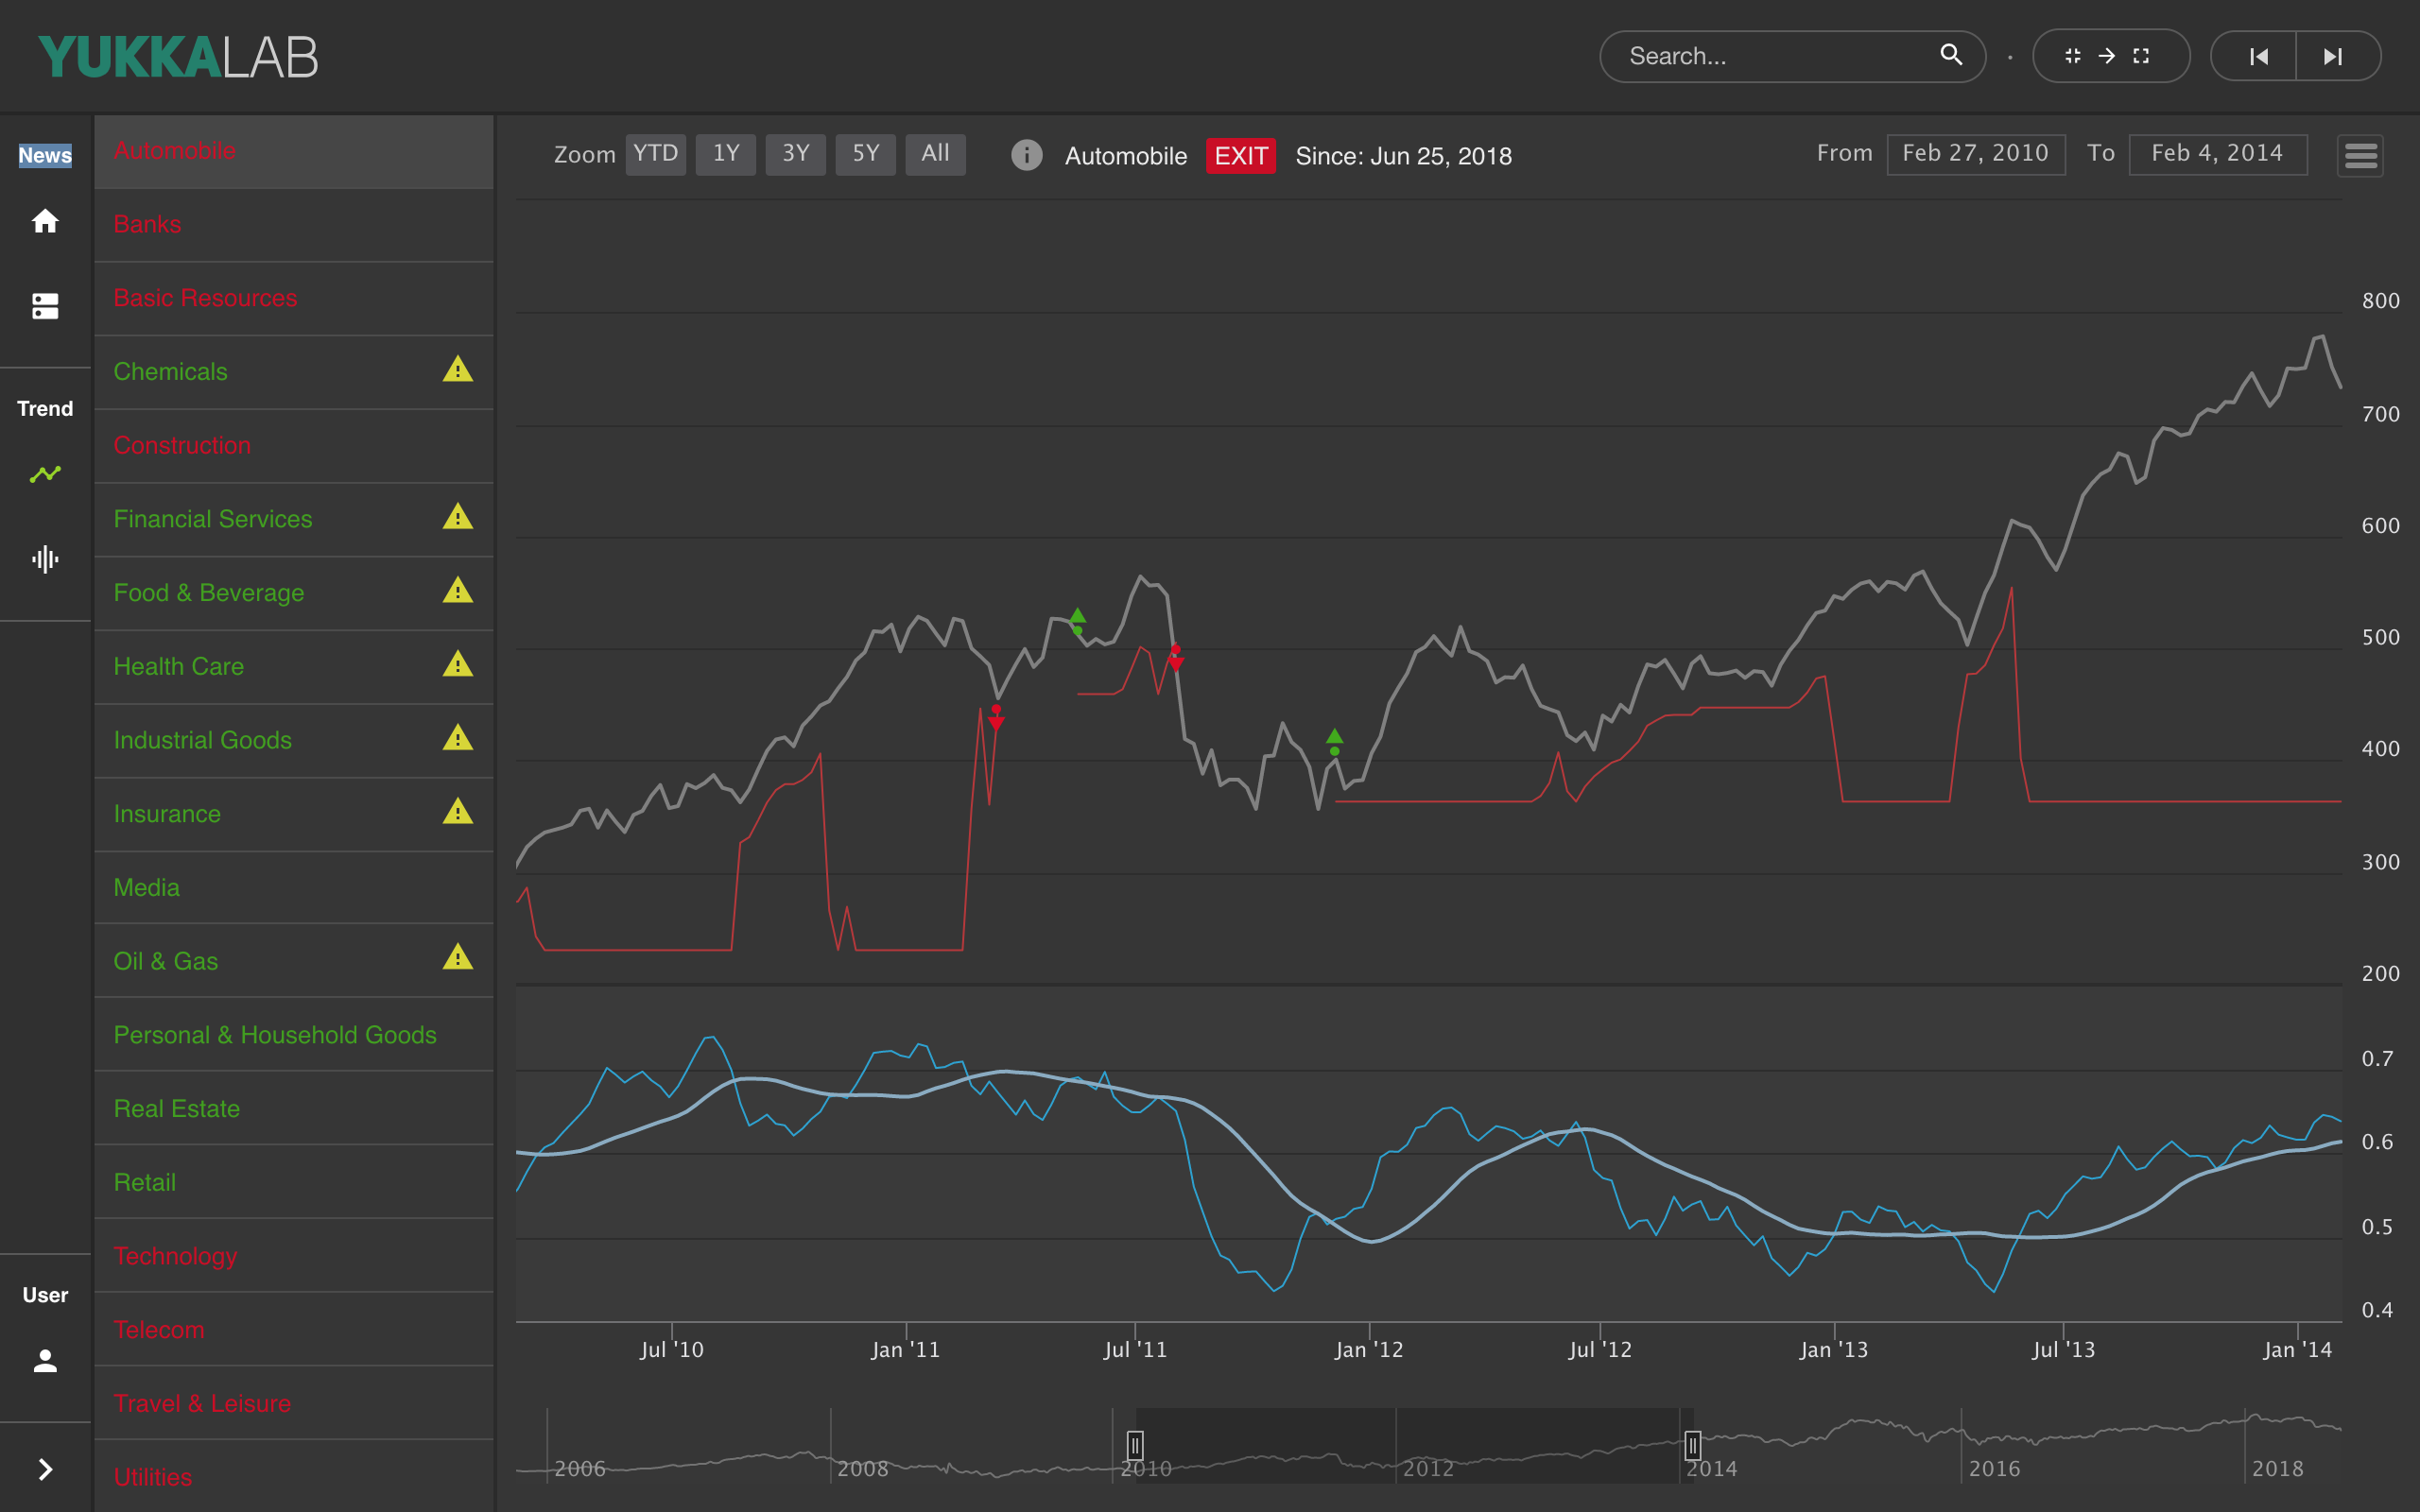 YUKKALAB
Search...
News
Trend
User
Automobile
Banks
Basic Resources
Chemicals
Construction
Financial Services
Food & Beverage
Health Care
Industrial Goods
Insurance
Media
Oil & Gas
Personal & Household Goods
Real Estate
Retail
Technology
Telecom
Travel & Leisure
Utilities
Zoom YTD 1Y 3Y 5Y All Automobile EXIT Since: Jun 25, 2018 From Feb 27, 2010 To Feb 4, 2014
800
700
600
500
400
300
200
0.7
0.6
0.5
0.4
Jul '10 Jan '11 Jul '11 Jan '12 Jul '12 Jan '13 Jul '13 Jan '14
2006 2008 2010 2012 2014 2016 2018